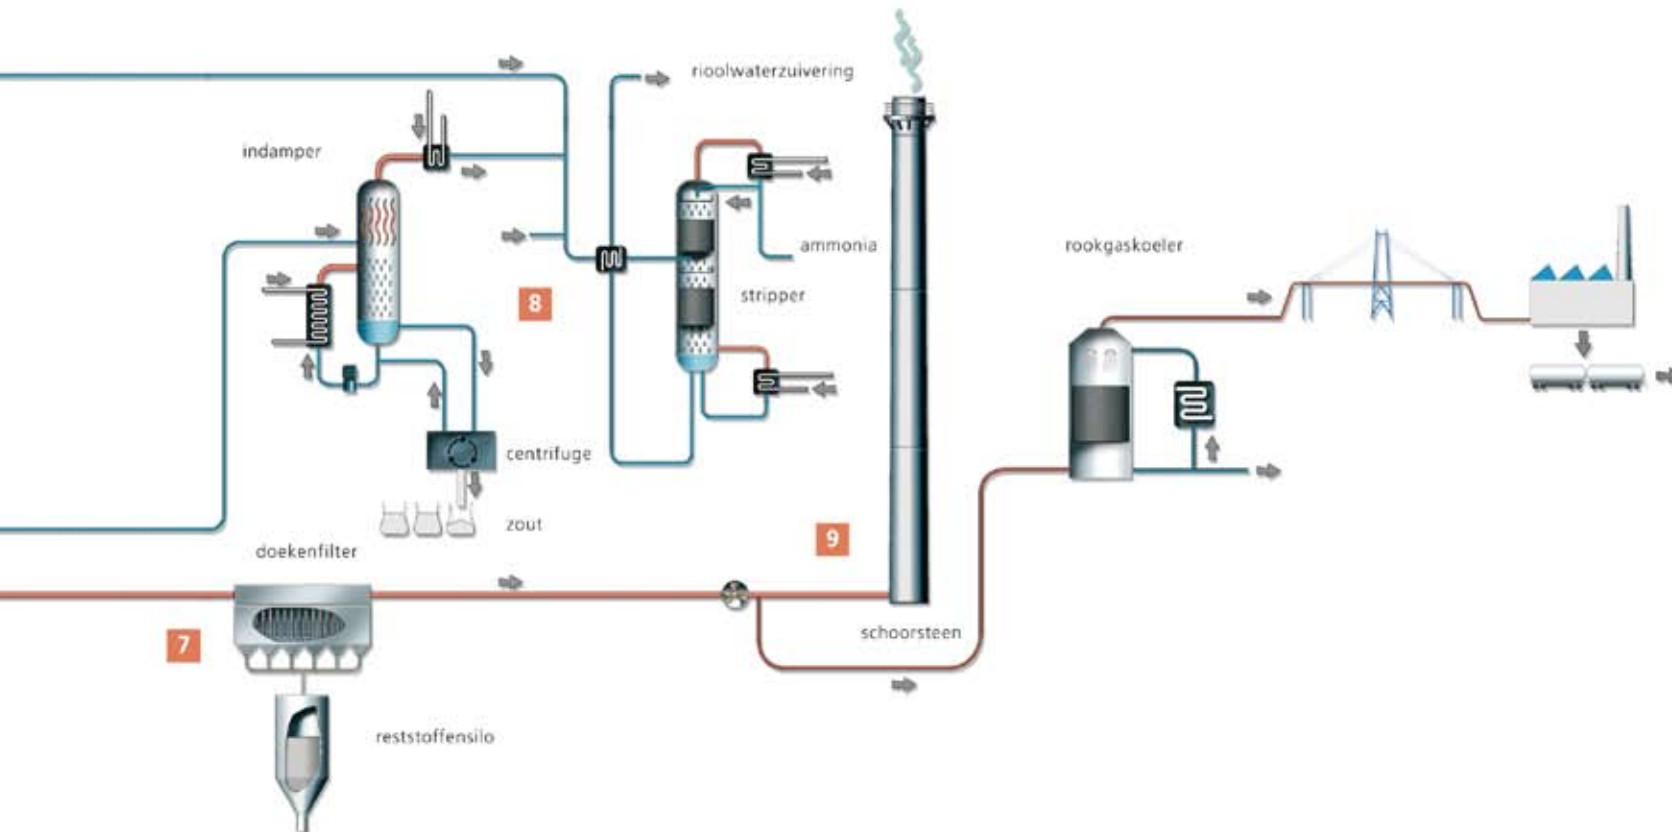 rioolwaterzuivering
indamper
ammonia
rookgaskoeler
8
stripper
centrifuge
zout
9
doekenfilter
7
schoorsteen
reststoffensilo